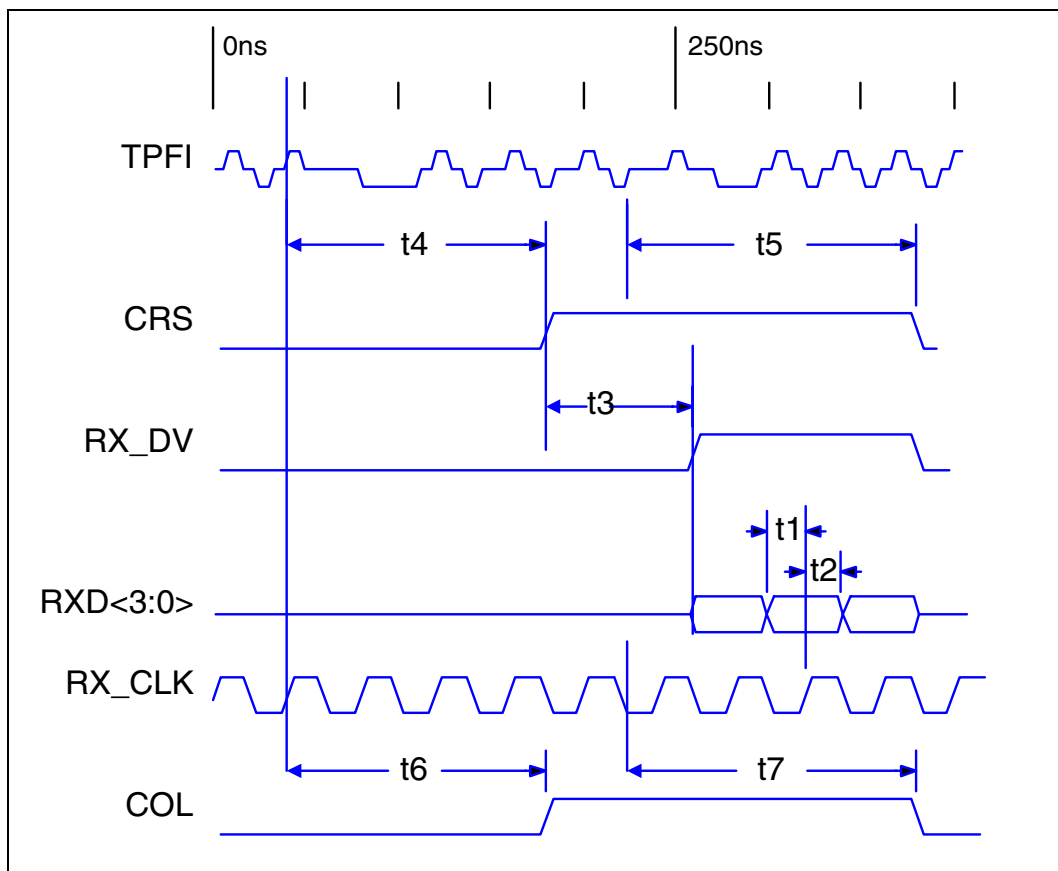 0ns 250ns
TPFI
t4 t5
CRS
t3
RX_DV
t1
t2
RXD<3:0>
RX_CLK
t6 t7
COL